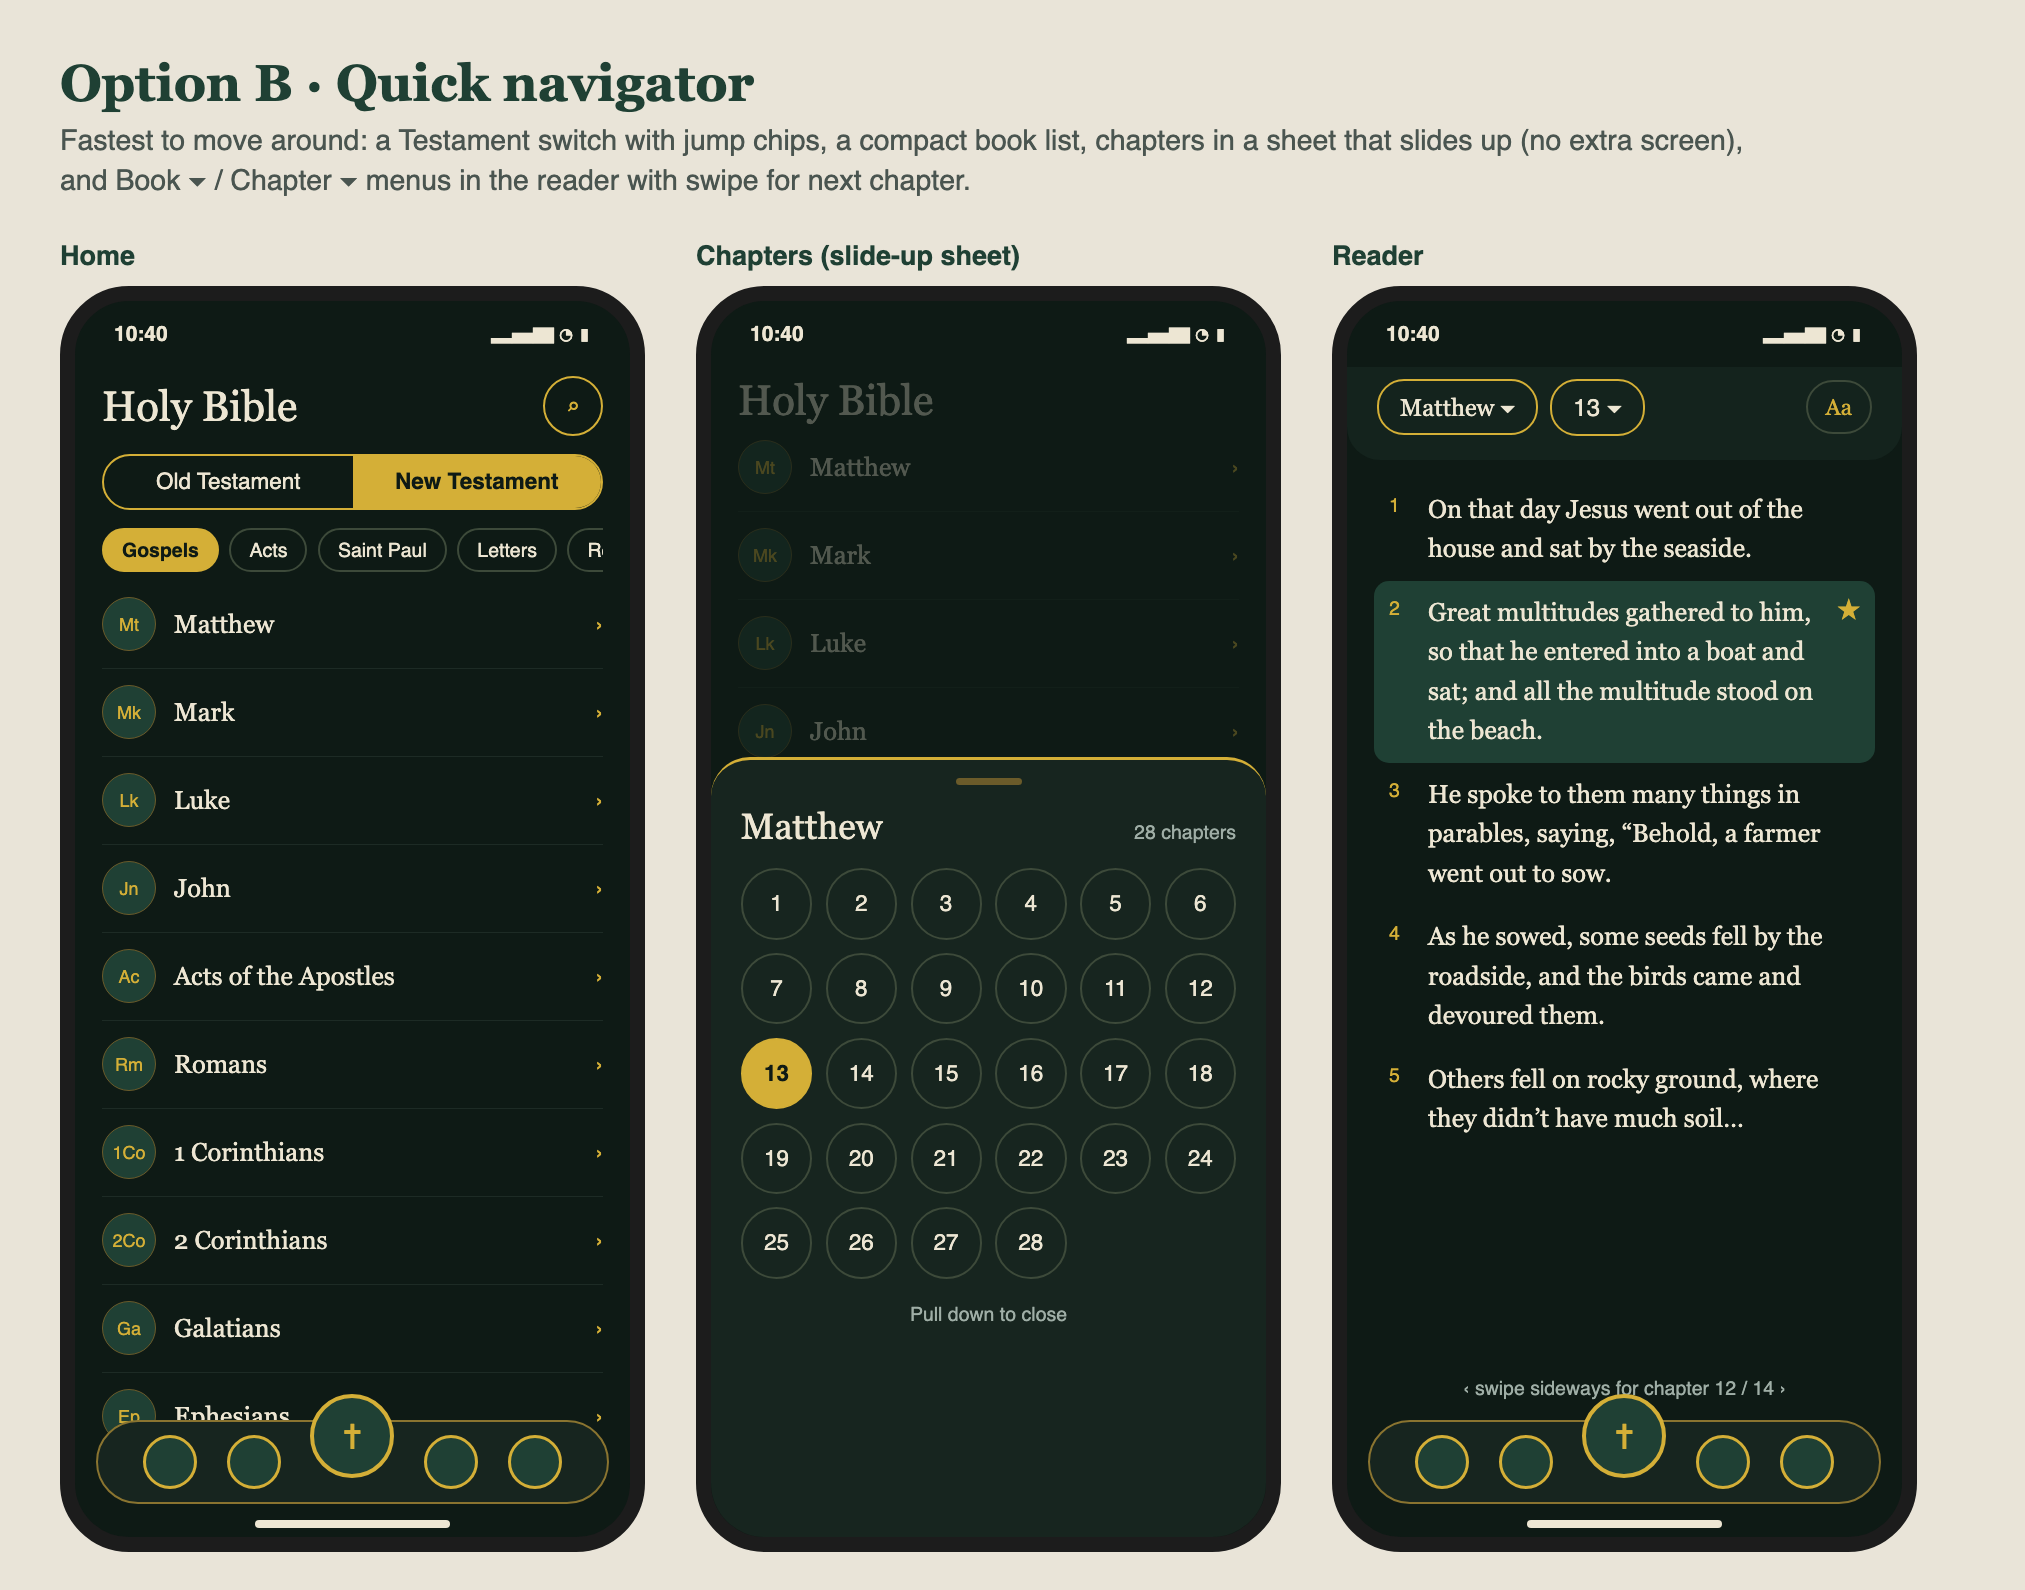 Option B · Quick navigator
Fastest to move around: a Testament switch with jump chips, a compact book list, chapters in a sheet that slides up (no extra screen),
and Book ▾ / Chapter ▾ menus in the reader with swipe for next chapter.
Home
10:40
Holy Bible
Old Testament
New Testament
Gospels
Acts
Saint Paul
Letters
Mt
Matthew ›
Mk
Mark ›
Lk
Luke ›
Jn
John ›
Ac
Acts of the Apostles ›
Rm
Romans ›
1Co
1 Corinthians ›
2Co
2 Corinthians ›
Ga
Galatians ›
Ep
Ephesians ›
Chapters (slide-up sheet)
10:40
Holy Bible
Mt
Matthew ›
Mk
Mark ›
Lk
Luke ›
Jn
John ›
Matthew
28 chapters
1 2 3 4 5 6
7 8 9 10 11 12
13 14 15 16 17 18
19 20 21 22 23 24
25 26 27 28
Pull down to close
Reader
10:40
Matthew ▾
13 ▾
Aa
1 On that day Jesus went out of the
house and sat by the seaside.
2 Great multitudes gathered to him, ★
so that he entered into a boat and
sat; and all the multitude stood on
the beach.
3 He spoke to them many things in
parables, saying, “Behold, a farmer
went out to sow.
4 As he sowed, some seeds fell by the
roadside, and the birds came and
devoured them.
5 Others fell on rocky ground, where
they didn’t have much soil…
‹ swipe sideways for chapter 12 / 14 ›